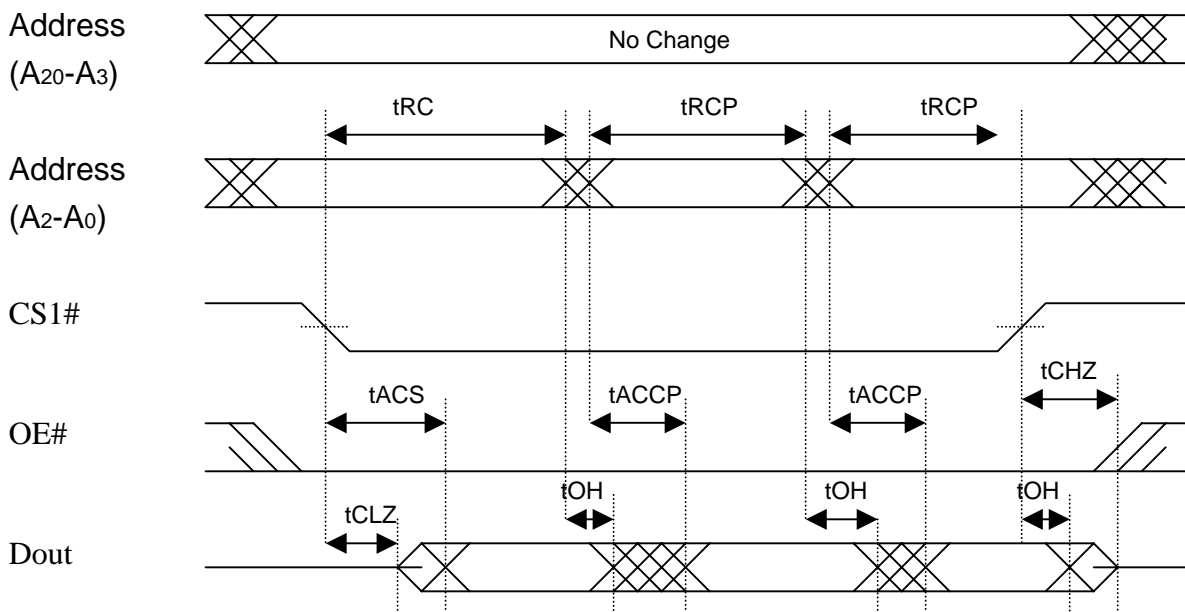 Address
(A20-A3)
No Change
tRC
tRCP
tRCP
Address
(A2-A0)
CS1#
tCHZ
tACS
tACCP
tACCP
OE#
tOH
tOH
tOH
tCLZ
Dout